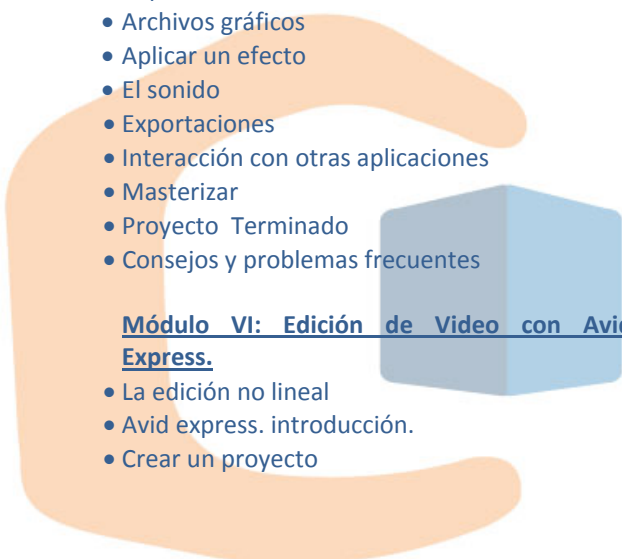 • Archivos gráficos
• Aplicar un efecto
• El sonido
• Exportaciones
• Interacción con otras aplicaciones
• Masterizar
• Proyecto Terminado
• Consejos y problemas frecuentes
Módulo VI: Edición de Video con
Express.
• La edición no lineal
• Avid express. introducción.
• Crear un proyecto